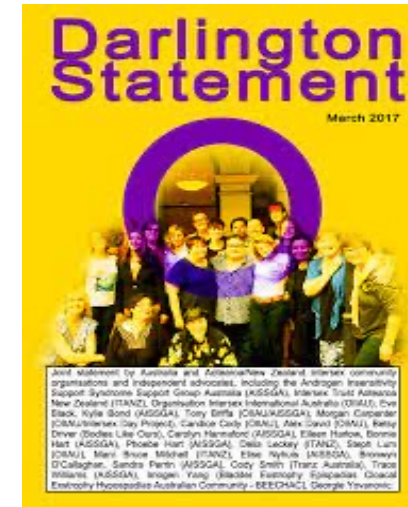 Darlington
Statement
March 2017
Joint statement by Australia and Aotearoa/New Zealand intersex community
organisations and independent advocates, including the Androgen Insensitivity
Support Syndrome Support Group Australia (AISSGA), Intersex Trust Aotearoa
New Zealand (ITANZ), Organisation Intersex International Australia (OIIAU), Eve
Black, Kylie Bond (AISSGA), Tony Briffa (OIIAU/AISSGA), Morgan Carpenter
(OIIAU/Intersex Day Project), Candice Cody (OIIAU), Alex David (OIIAU), Betsy
Driver (Bodies Like Ours), Carolyn Hannaford (AISSGA), Eileen Harlow, Bonnie
Hart (AISSGA), Phoebe Hart (AISSGA), Delia Leckey (ITANZ), Steph Lum
(OIIAU), Mani Bruce Mitchell (ITANZ), Elise Nyhuis (AISSGA), Bronwyn
O'Callaghan, Sandra Perrin (AISSGA), Cody Smith (Tranz Australia), Trace
Williams (AISSGA), Imogen Yang (Bladder Exstrophy Epispadias Cloacal
Exstrophy Hypospadias Australian Community - BEECHAC), Georgie Yovanovic.